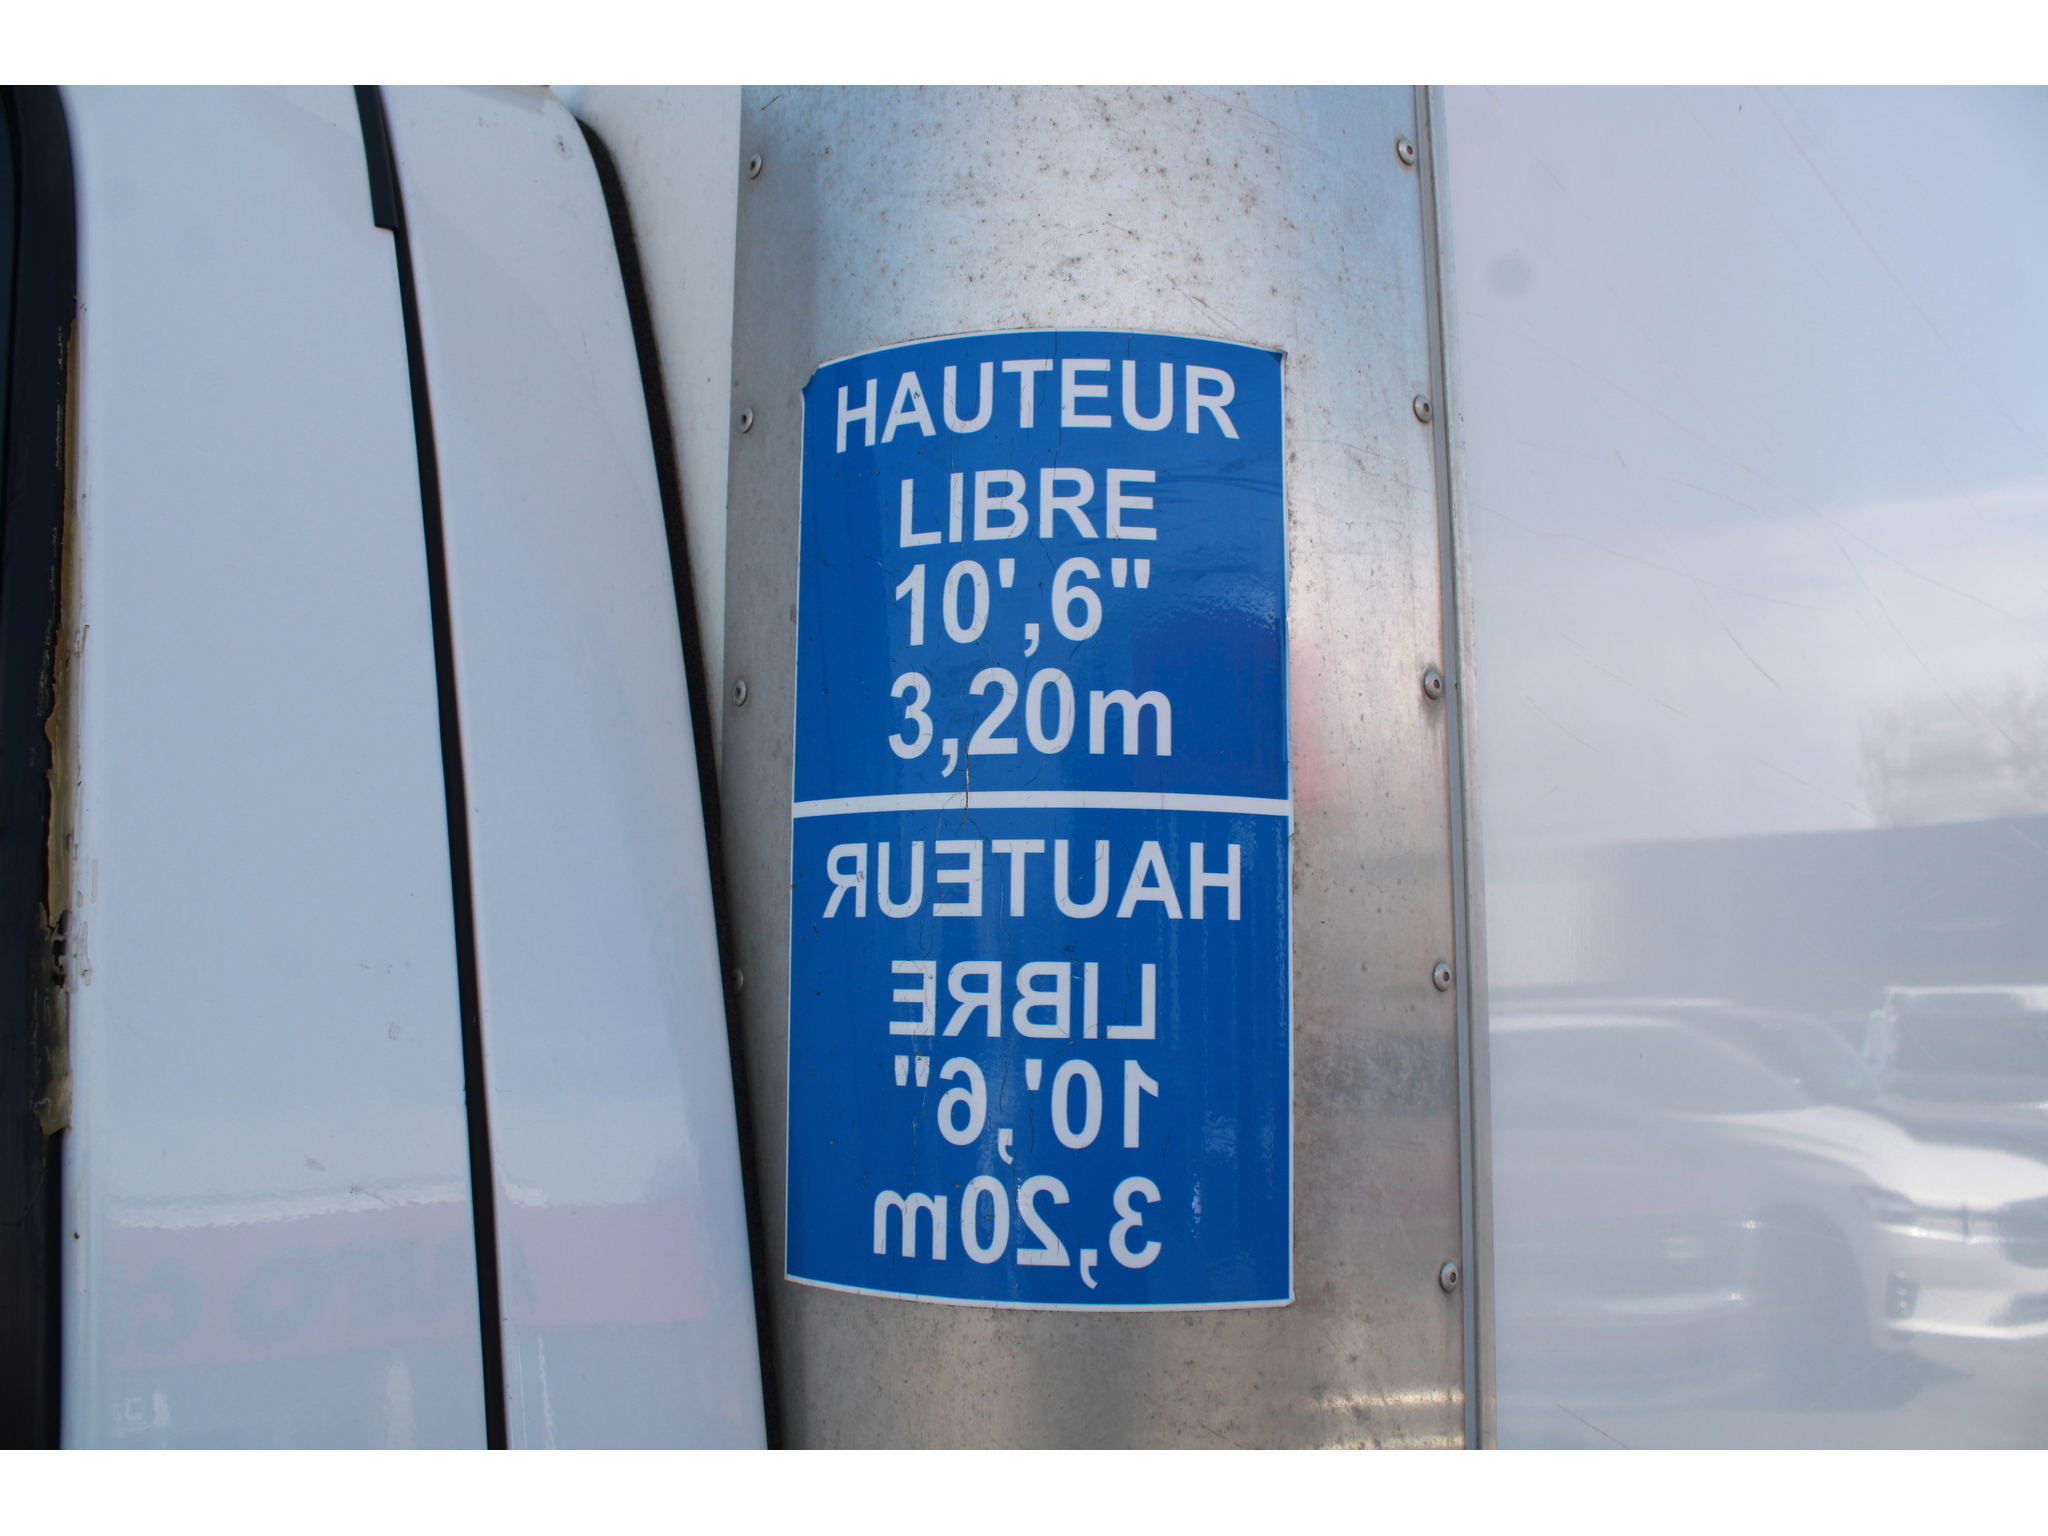 HAUTEUR
LIBRE
10',6"
3,20m
HAUTEUR
LIBRE
10',6"
3,20m